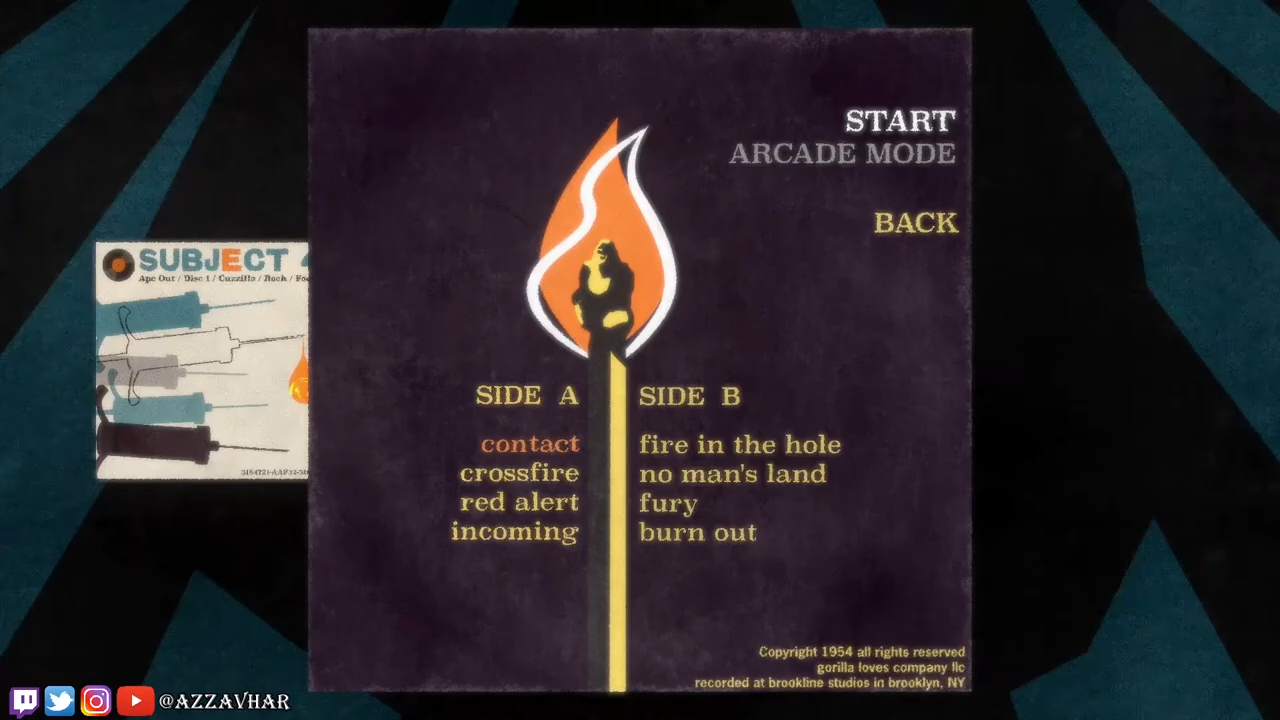 START
ARCADE MODE
BACK
SUBJECT
Ape Out / Disc 1 / Cuzzillo / Boch /
SIDE A
contact
crossfire
red alert
incoming
SIDE B
fire in the hole
no man's land
fury
burn out
Copyright 1954 all rights reserved
gorilla loves company llc
recorded at brookline studios in brooklyn, NY
@AZZAVHAR